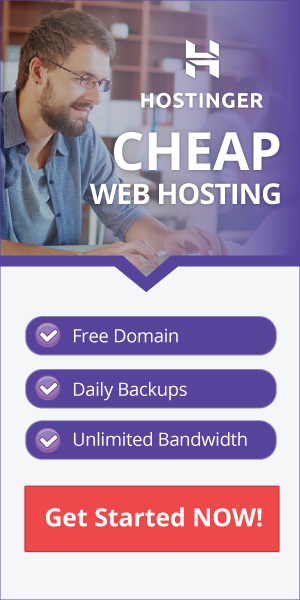 HOSTINGER
CHEAP
WEB HOSTING
Free Domain
Daily Backups
Unlimited Bandwidth
Get Started NOW!